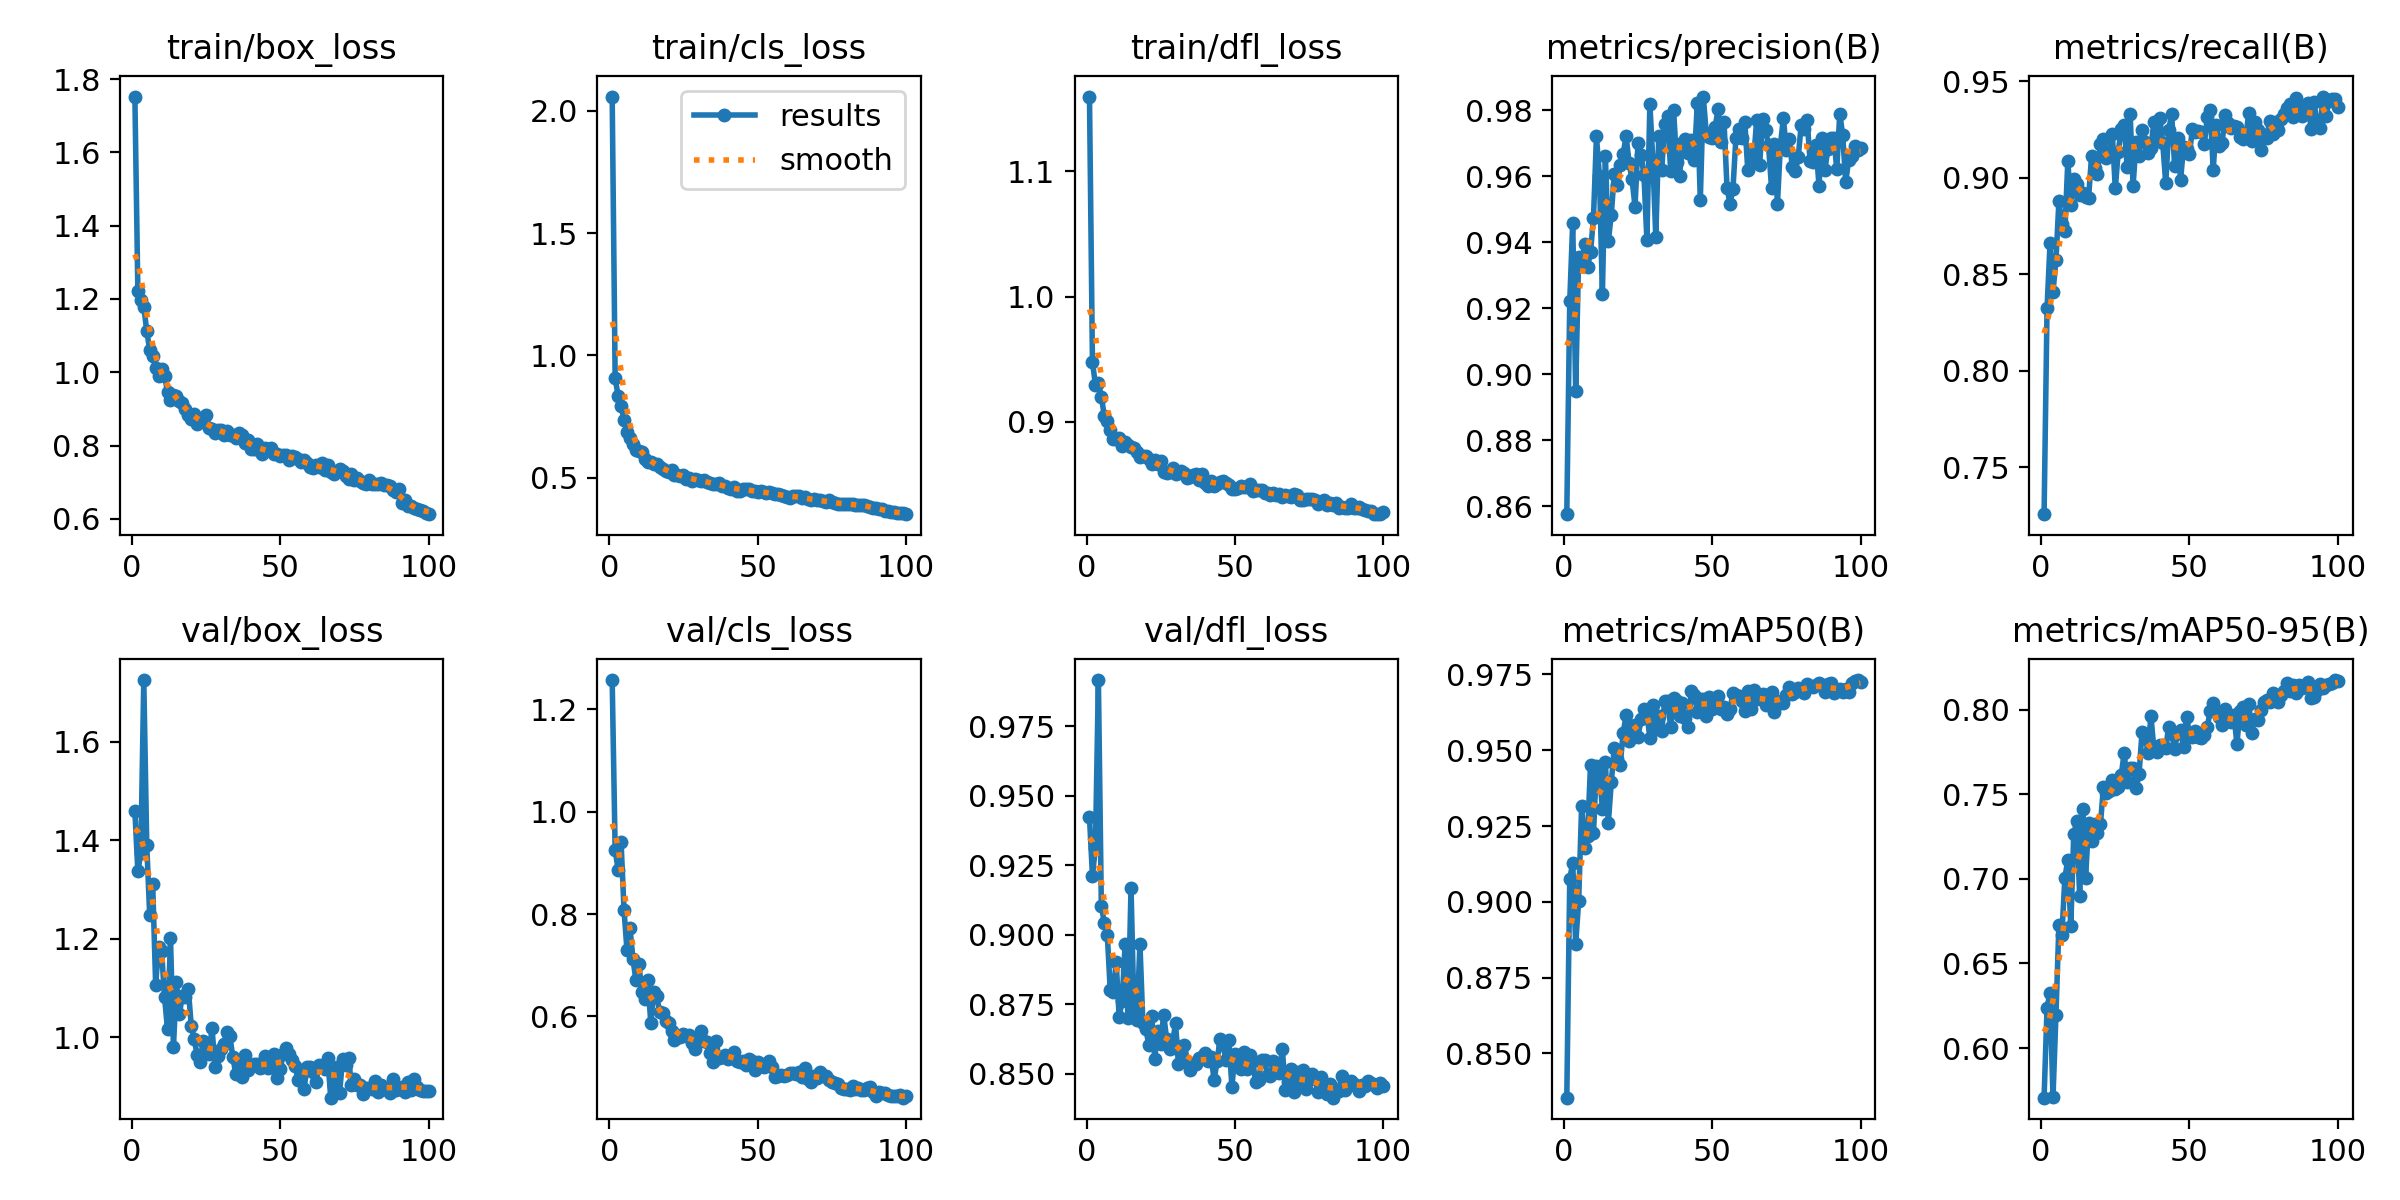 train/box_loss
1.8
1.6
1.4
1.2
1.0
0.8
0.6
0 50 100
train/cls_loss
results
smooth
2.0
1.5
1.0
0.5
0 50 100
train/dfl_loss
1.1
1.0
0.9
0 50 100
metrics/precision(B)
0.98
0.96
0.94
0.92
0.90
0.88
0.86
0 50 100
metrics/recall(B)
0.95
0.90
0.85
0.80
0.75
0 50 100
val/box_loss
1.6
1.4
1.2
1.0
0 50 100
val/cls_loss
1.2
1.0
0.8
0.6
0 50 100
val/dfl_loss
0.975
0.950
0.925
0.900
0.875
0.850
0 50 100
metrics/mAP50(B)
0.975
0.950
0.925
0.900
0.875
0.850
0 50 100
metrics/mAP50-95(B)
0.80
0.75
0.70
0.65
0.60
0 50 100